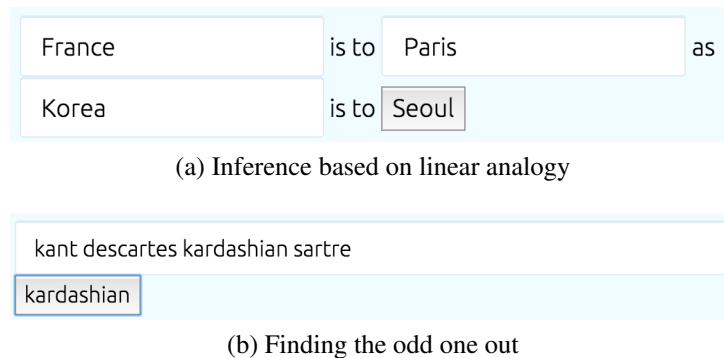 France is to Paris as
Korea is to Seoul
(a) Inference based on linear analogy
kant descartes kardashian sartre
kardashian
(b) Finding the odd one out